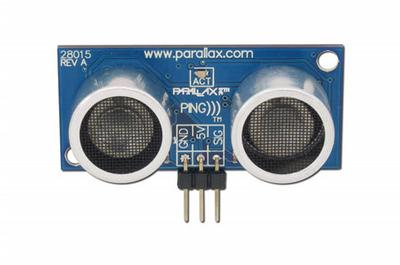 28015
REV A
www.parallax.com
ACT
PARALLAX
PING)))™
GND
5V
SIG